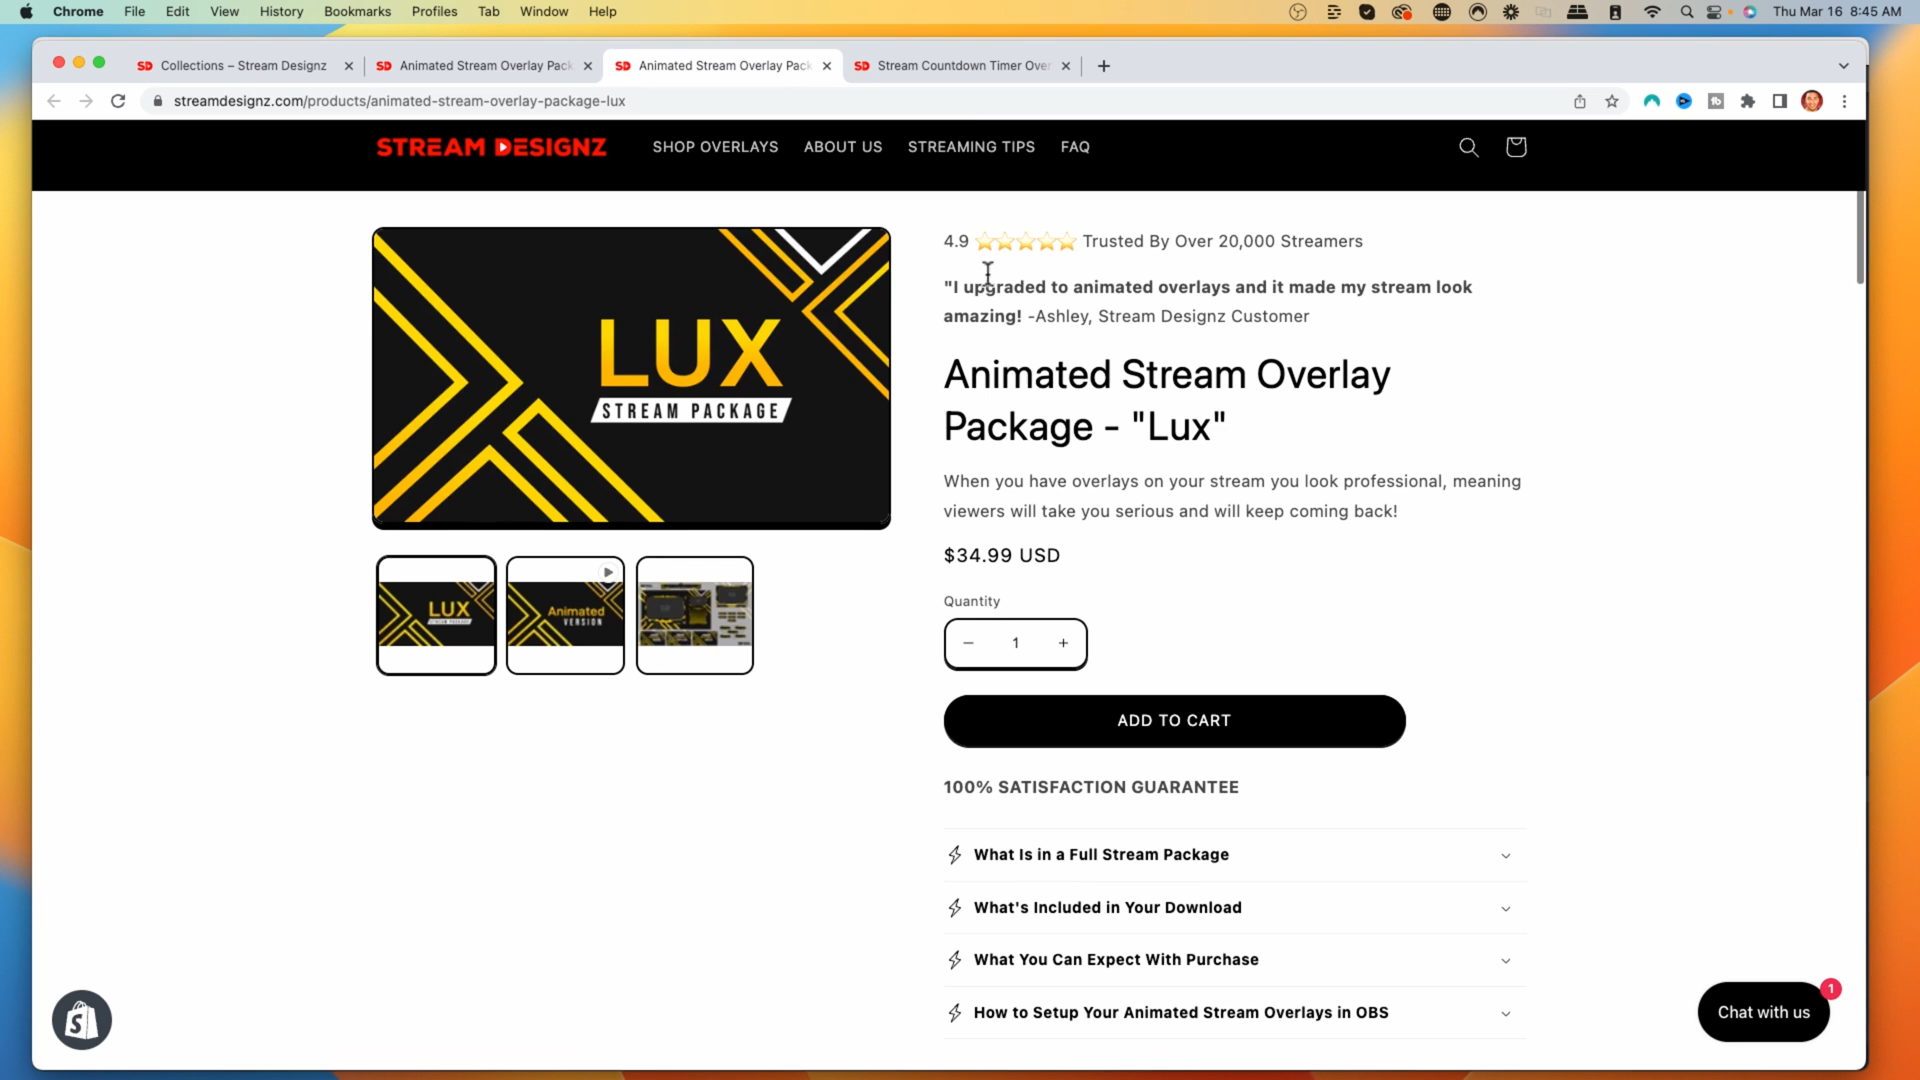 Chrome File Edit View History Bookmarks Profiles Tab Window Help Thu Mar 16 8:45 AM
SD Collections – Stream Designz SD Animated Stream Overlay Pack SD Animated Stream Overlay Pack SD Stream Countdown Timer Over
streamdesignz.com/products/animated-stream-overlay-package-lux
STREAM DESIGNZ SHOP OVERLAYS ABOUT US STREAMING TIPS FAQ
LUX
STREAM PACKAGE
LUX
STREAM PACKAGE
Animated
VERSION
4.9 ⭐⭐⭐⭐⭐ Trusted By Over 20,000 Streamers
"I upgraded to animated overlays and it made my stream look
amazing! -Ashley, Stream Designz Customer
Animated Stream Overlay
Package - "Lux"
When you have overlays on your stream you look professional, meaning
viewers will take you serious and will keep coming back!
$34.99 USD
Quantity
− 1 +
ADD TO CART
100% SATISFACTION GUARANTEE
What Is in a Full Stream Package
What's Included in Your Download
What You Can Expect With Purchase
How to Setup Your Animated Stream Overlays in OBS
S
1
Chat with us